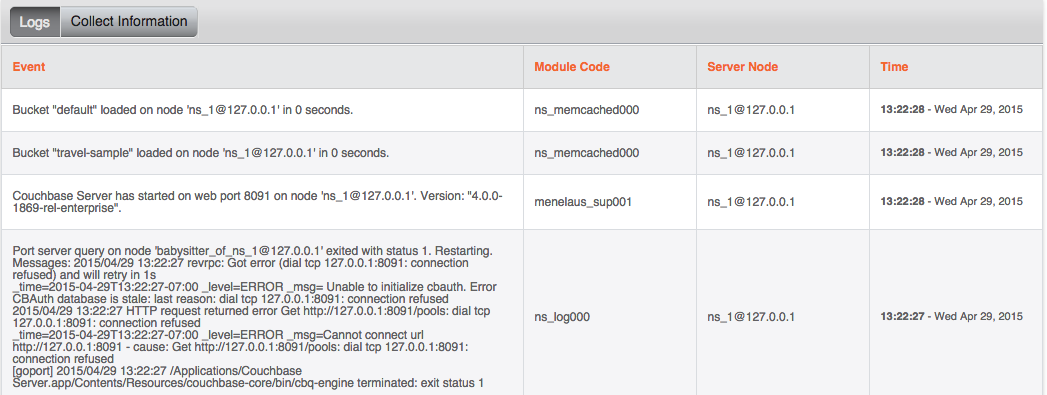 Logs Collect Information
Event Module Code Server Node Time
Bucket "default" loaded on node 'ns_1@127.0.0.1' in 0 seconds. ns_memcached000 ns_1@127.0.0.1 13:22:28 - Wed Apr 29, 2015
Bucket "travel-sample" loaded on node 'ns_1@127.0.0.1' in 0 seconds. ns_memcached000 ns_1@127.0.0.1 13:22:28 - Wed Apr 29, 2015
Couchbase Server has started on web port 8091 on node 'ns_1@127.0.0.1'. Version: "4.0.0-
1869-rel-enterprise".
menelaus_sup001 ns_1@127.0.0.1 13:22:28 - Wed Apr 29, 2015
Port server query on node 'babysitter_of_ns_1@127.0.0.1' exited with status 1. Restarting.
Messages: 2015/04/29 13:22:27 revrpc: Got error (dial tcp 127.0.0.1:8091: connection
refused) and will retry in 1s
_time=2015-04-29T13:22:27-07:00 _level=ERROR _msg= Unable to initialize cbauth. Error
CBAuth database is stale: last reason: dial tcp 127.0.0.1:8091: connection refused
2015/04/29 13:22:27 HTTP request returned error Get http://127.0.0.1:8091/pools: dial tcp
127.0.0.1:8091: connection refused
_time=2015-04-29T13:22:27-07:00 _level=ERROR _msg=Cannot connect url
http://127.0.0.1:8091 - cause: Get http://127.0.0.1:8091/pools: dial tcp 127.0.0.1:8091:
connection refused
[goport] 2015/04/29 13:22:27 /Applications/Couchbase
Server.app/Contents/Resources/couchbase-core/bin/cbq-engine terminated: exit status 1
ns_log000 ns_1@127.0.0.1 13:22:27 - Wed Apr 29, 2015